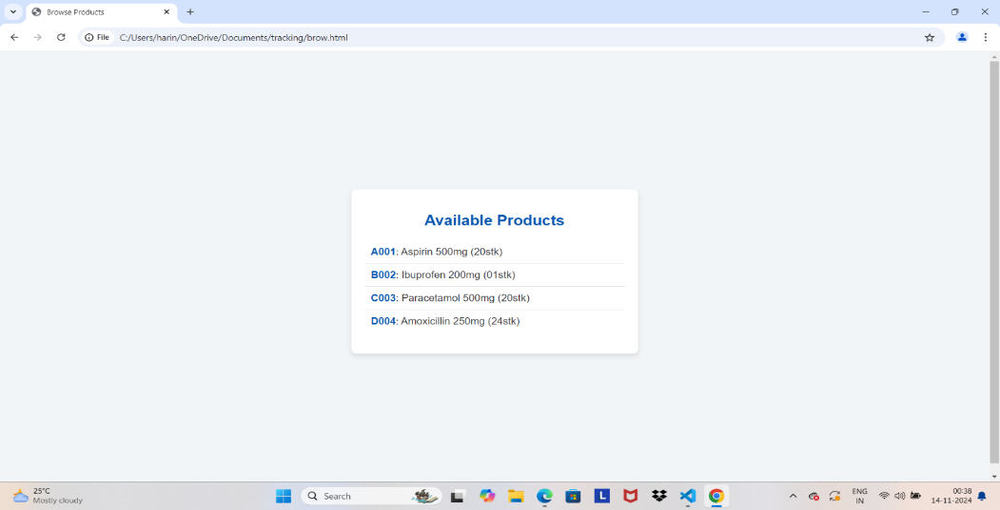 Browse Products
File
C:/Users/harin/OneDrive/Documents/tracking/brow.html
Available Products
A001: Aspirin 500mg (20stk)
B002: Ibuprofen 200mg (01stk)
C003: Paracetamol 500mg (20stk)
D004: Amoxicillin 250mg (24stk)
25°C
Mostly cloudy
Search
L
ENG
IN
00:38
14-11-2024